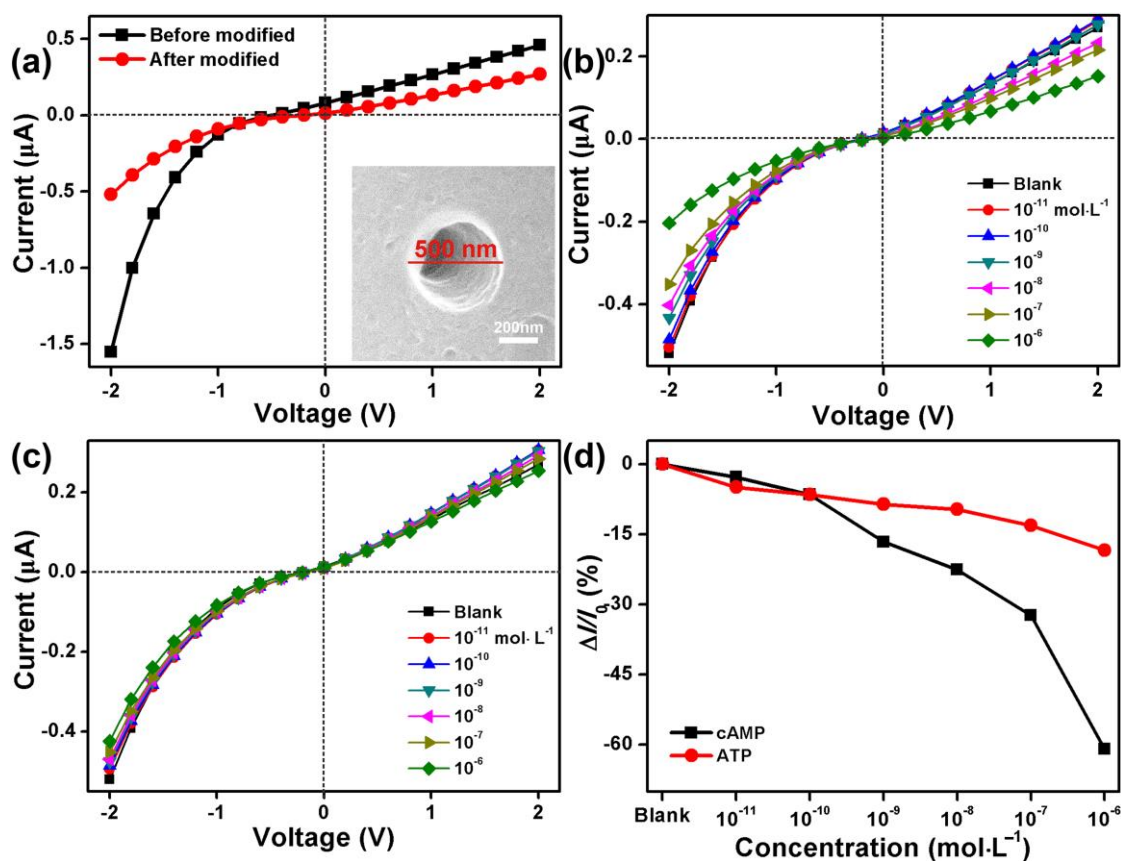 (a)
Before modified
After modified
0.5
0.0
-0.5
-1.0
-1.5
Current (μA)
500 nm
200nm
-2
-1
0
1
2
Voltage (V)
(b)
0.2
0.0
-0.2
-0.4
Current (μA)
Blank
10⁻¹¹ mol·L⁻¹
10⁻¹⁰
10⁻⁹
10⁻⁸
10⁻⁷
10⁻⁶
-2
-1
0
1
2
Voltage (V)
(c)
0.2
0.0
-0.2
-0.4
Current (μA)
Blank
10⁻¹¹ mol· L⁻¹
10⁻¹⁰
10⁻⁹
10⁻⁸
10⁻⁷
10⁻⁶
-2
-1
0
1
2
Voltage (V)
(d)
0
-15
-30
-45
-60
ΔI/I₀ (%)
cAMP
ATP
Blank 10⁻¹¹ 10⁻¹⁰ 10⁻⁹ 10⁻⁸ 10⁻⁷ 10⁻⁶
Concentration (mol·L⁻¹)